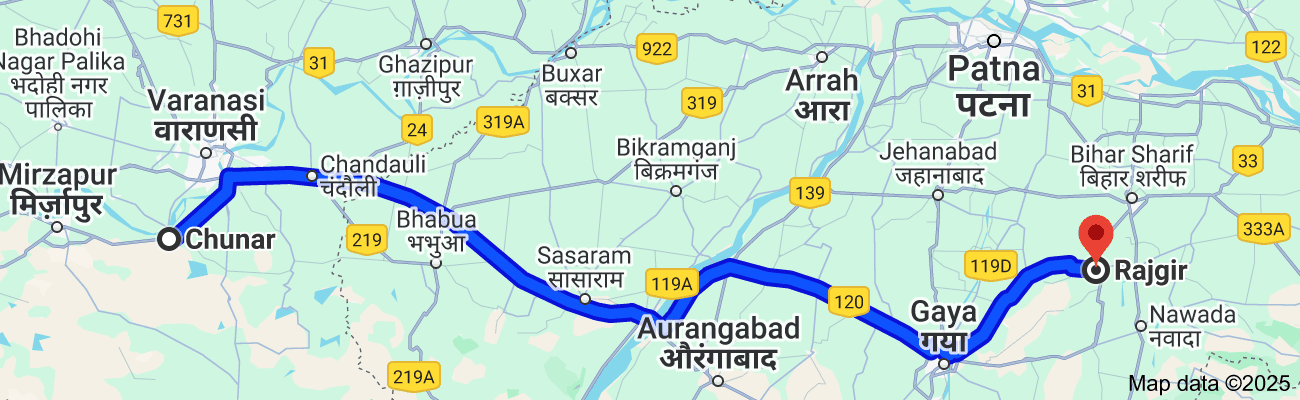 731
Bhadohi
Nagar Palika
भदोही नगर
पालिका
31
Ghazipur
ग़ाज़ीपुर
Buxar
बक्सर
922
Arrah
आरा
Patna
पटना
122
31
Varanasi
वाराणसी
24
319A
319
Bikramganj
बिक्रमगंज
Jehanabad
जहानाबाद
Bihar Sharif
बिहार शरीफ
33
Mirzapur
मिर्ज़ापुर
Chandauli
चंदौली
139
Chunar
219
Bhabua
भभुआ
333A
Sasaram
सासाराम
119A
119D
Rajgir
120
Gaya
गया
Aurangabad
औरंगाबाद
Nawada
नवादा
219A
Map data ©2025